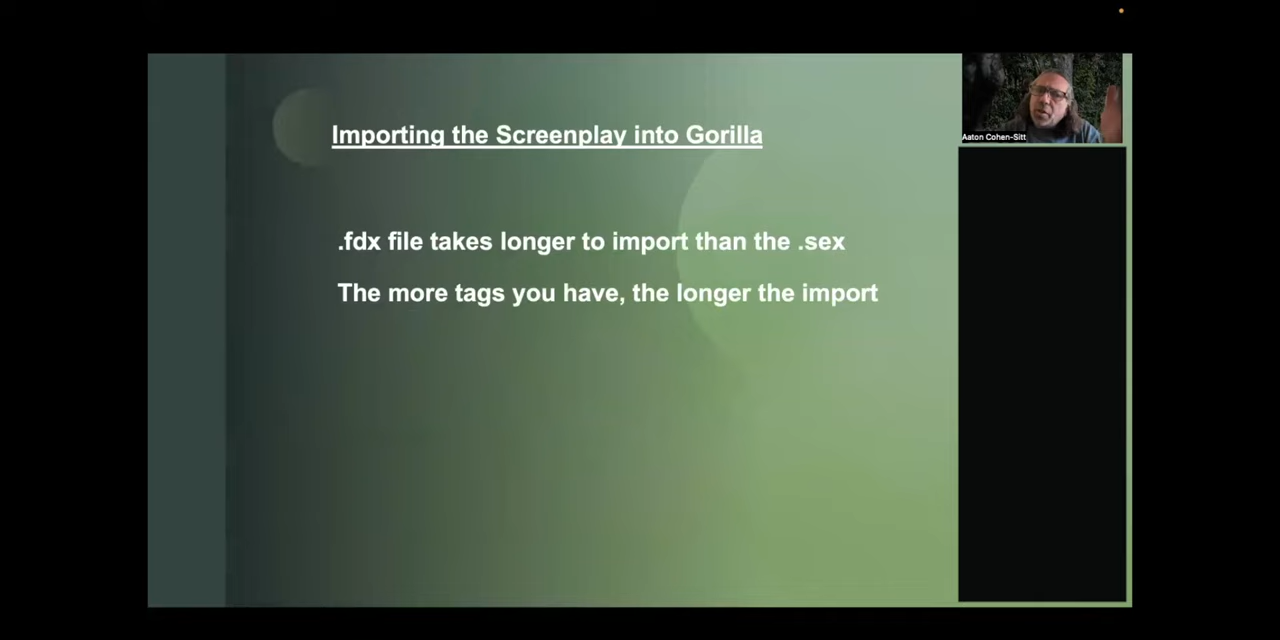 Importing the Screenplay into Gorilla
Aaton Cohen-Sitt
.fdx file takes longer to import than the .sex
The more tags you have, the longer the import